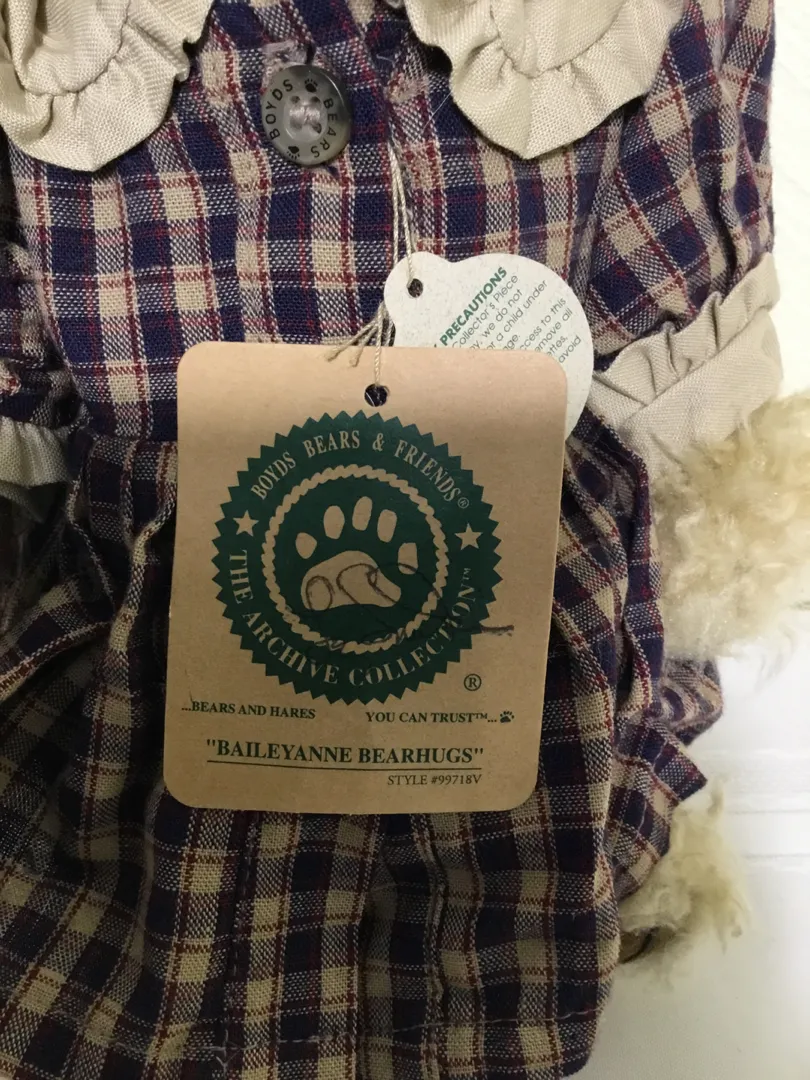 BOYDS BEARS
PRECAUTIONS
Collector's Piece
we do not
a child under
access to this
remove all
avoid
BOYDS BEARS & FRIENDS®
THE ARCHIVE COLLECTION™
®
...BEARS AND HARES YOU CAN TRUST™...
"BAILEYANNE BEARHUGS"
STYLE #99718V